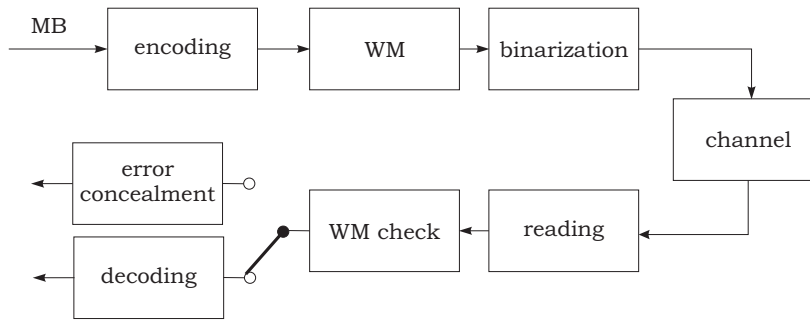 MB
encoding
WM
binarization
channel
error
concealment
WM check
reading
decoding